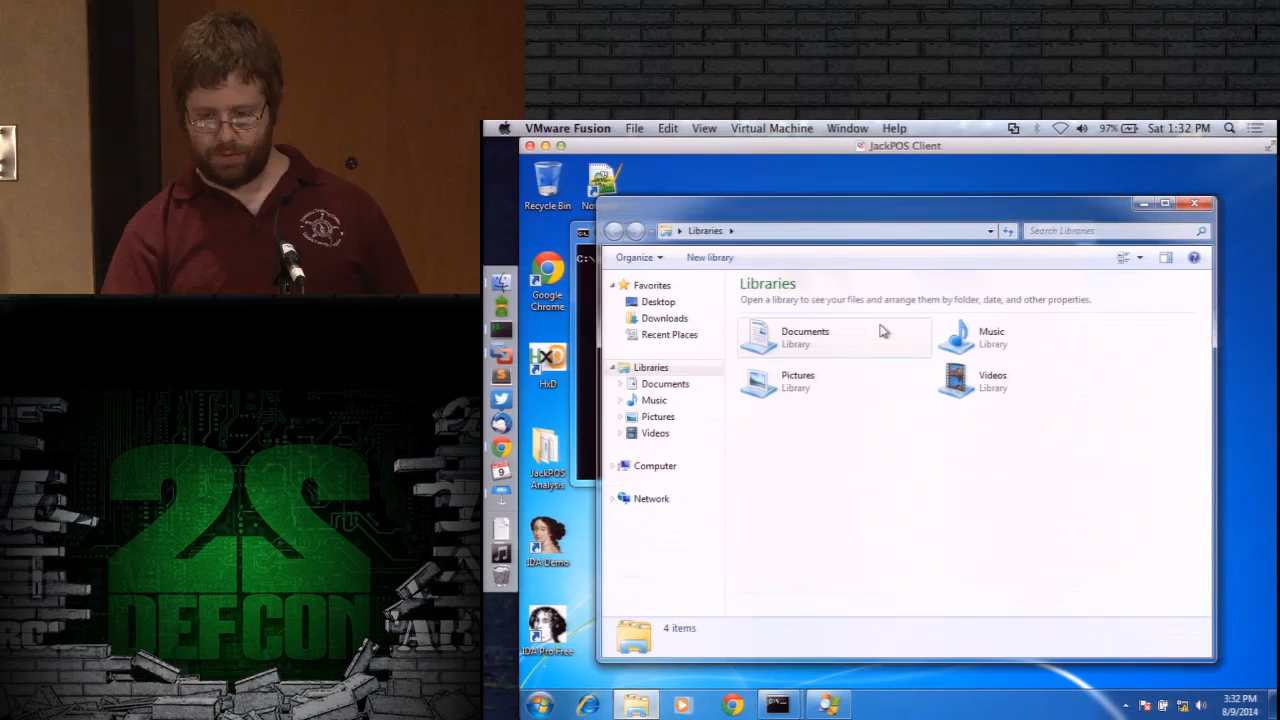 VMware Fusion File Edit View Virtual Machine Window Help 97% Sat 1:32 PM
JackPOS Client
Recycle Bin
Libraries
Search Libraries
C:\
Organize New library
Favorites
Desktop
Downloads
Recent Places
Libraries
Documents
Music
Pictures
Videos
Computer
Network
Libraries
Open a library to see your files and arrange them by folder, date, and other properties.
Documents
Library
Music
Library
Pictures
Library
Videos
Library
4 items
Google
Chrome
HxD
HxD
JackPOS
Analysis
IDA Demo
IDA Pro Free
9
S
C:\
3:32 PM
8/9/2014
22
DEFCON